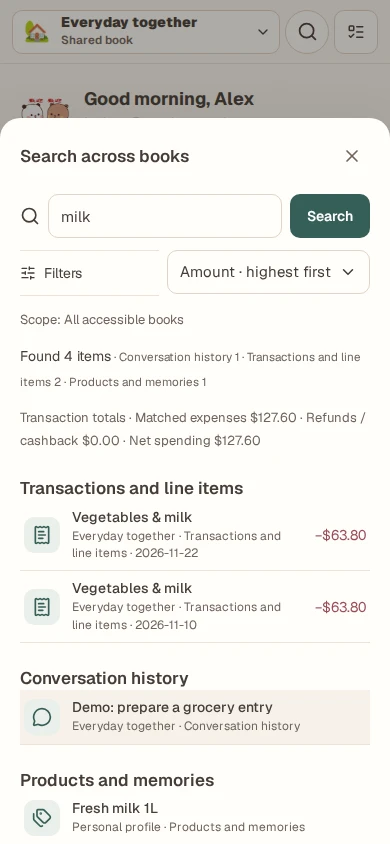 Everyday together
Shared book
Good morning, Alex
Search across books
milk
Search
Filters
Amount · highest first
Scope: All accessible books
Found 4 items · Conversation history 1 · Transactions and line
items 2 · Products and memories 1
Transaction totals · Matched expenses $127.60 · Refunds /
cashback $0.00 · Net spending $127.60
Transactions and line items
Vegetables & milk
Everyday together · Transactions and
line items · 2026-11-22
−$63.80
Vegetables & milk
Everyday together · Transactions and
line items · 2026-11-10
−$63.80
Conversation history
Demo: prepare a grocery entry
Everyday together · Conversation history
Products and memories
Fresh milk 1L
Personal profile · Products and memories